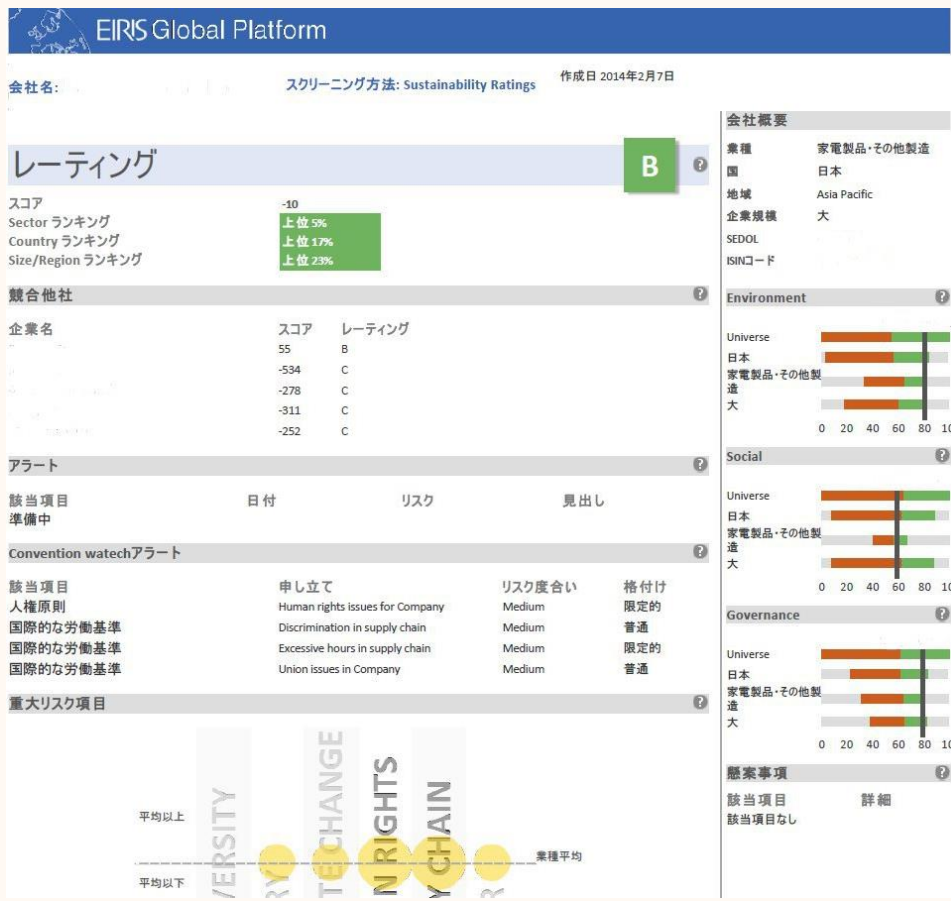 EIRIS Global Platform
会社名:
スクリーニング方法: Sustainability Ratings
作成日 2014年2月7日
レーティング
B
?
スコア -10
Sector ランキング 上位5%
Country ランキング 上位17%
Size/Region ランキング 上位23%
競合他社 ?
企業名 スコア レーティング
55 B
-534 C
-278 C
-311 C
-252 C
アラート ?
該当項目 日付 リスク 見出し
準備中
Convention watechアラート ?
該当項目 申し立て リスク度合い 格付け
人権原則 Human rights issues for Company Medium 限定的
国際的な労働基準 Discrimination in supply chain Medium 普通
国際的な労働基準 Excessive hours in supply chain Medium 限定的
国際的な労働基準 Union issues in Company Medium 普通
重大リスク項目 ?
平均以上
業種平均
平均以下
CHANGE
CHAIN
会社概要
業種 家電製品・その他製造
国 日本
地域 Asia Pacific
企業規模 大
SEDOL
ISINコード
Environment ?
Universe
日本
家電製品・その他製
造
大
0 20 40 60 80 10
Social ?
Universe
日本
家電製品・その他製
造
大
0 20 40 60 80 10
Governance ?
Universe
日本
家電製品・その他製
造
大
0 20 40 60 80 10
懸案事項 ?
該当項目 詳細
該当項目なし